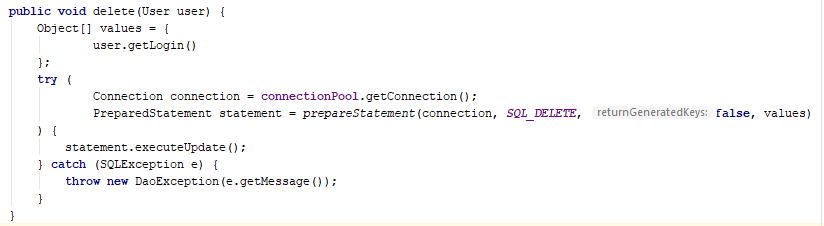 public void delete(User user) {
    Object[] values = {
            user.getLogin()
    };
    try (
            Connection connection = connectionPool.getConnection();
            PreparedStatement statement = prepareStatement(connection, SQL_DELETE, returnGeneratedKeys: false, values)
    ) {
        statement.executeUpdate();
    } catch (SQLException e) {
        throw new DaoException(e.getMessage());
    }
}